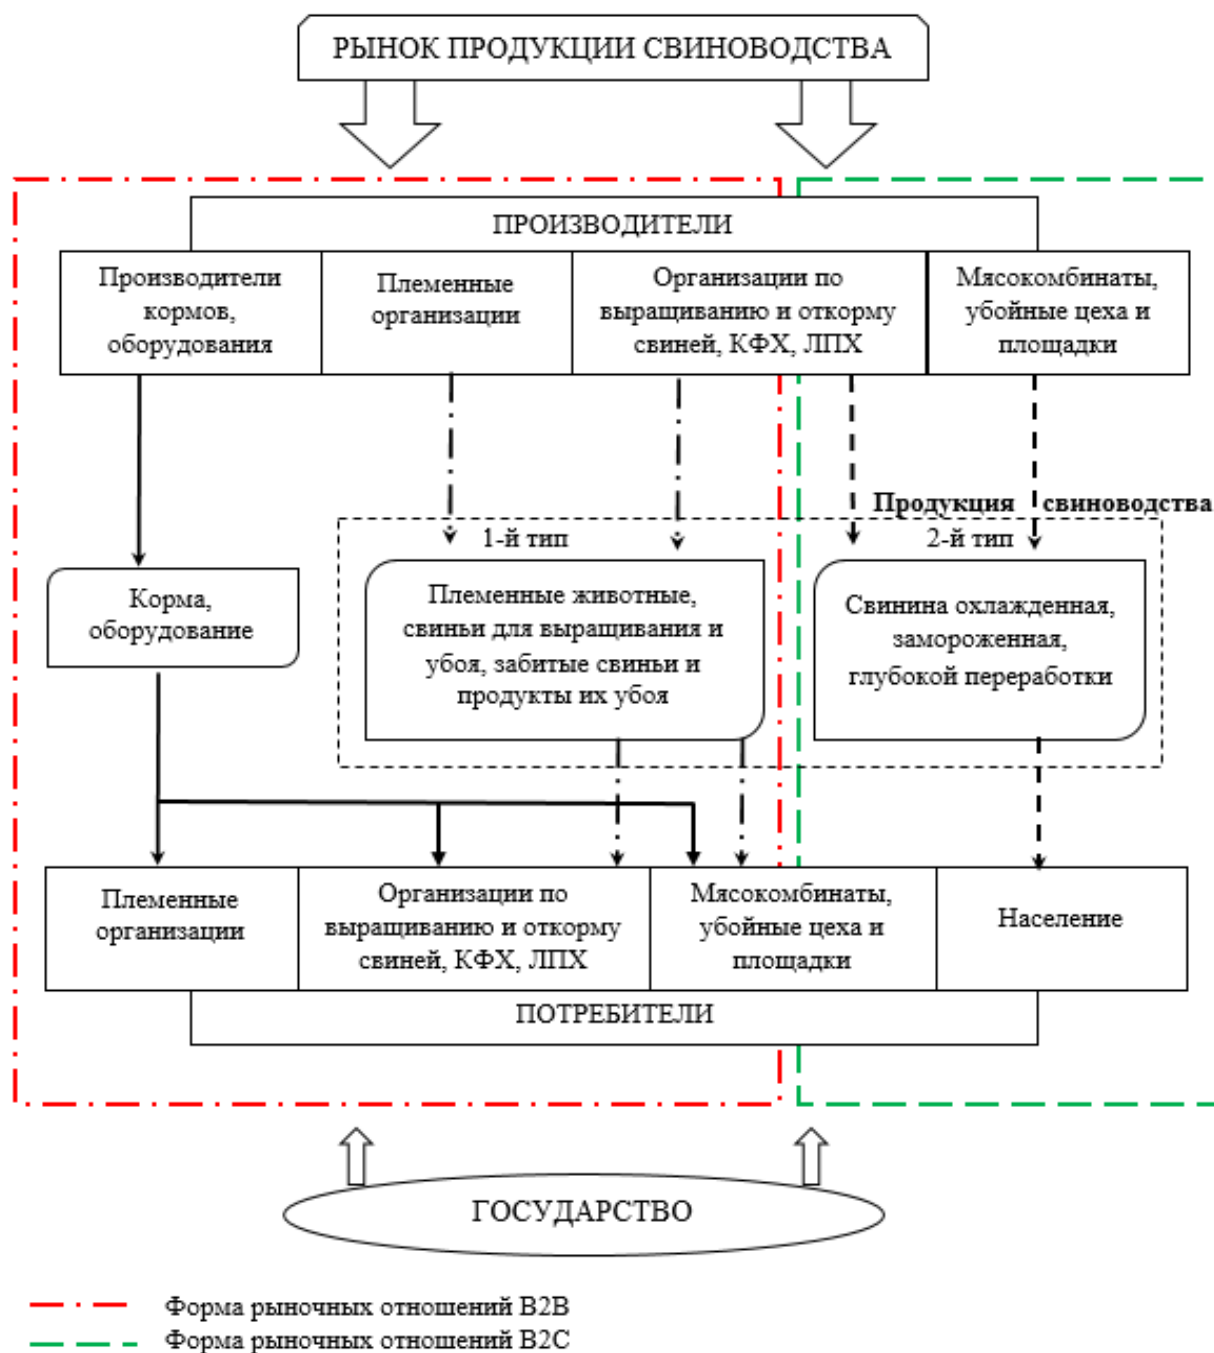 РЫНОК ПРОДУКЦИИ СВИНОВОДСТВА
ПРОИЗВОДИТЕЛИ
Производители
кормов,
оборудования
Племенные
организации
Организации по
выращиванию и откорму
свиней, КФХ, ЛПХ
Мясокомбинаты,
убойные цеха и
площадки
Продукция свиноводства
1-й тип
2-й тип
Корма,
оборудование
Племенные животные,
свиньи для выращивания и
убоя, забитые свиньи и
продукты их убоя
Свинина охлажденная,
замороженная,
глубокой переработки
Племенные
организации
Организации по
выращиванию и откорму
свиней, КФХ, ЛПХ
Мясокомбинаты,
убойные цеха и
площадки
Население
ПОТРЕБИТЕЛИ
ГОСУДАРСТВО
Форма рыночных отношений B2B
Форма рыночных отношений B2C